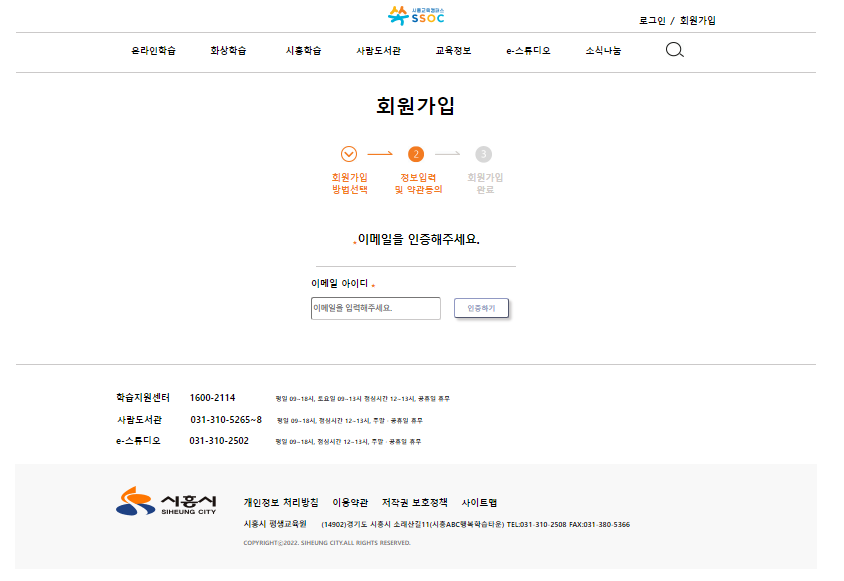 시흥교육캠퍼스
SSOC
로그인 / 회원가입
온라인학습 화상학습 시흥학습 사람도서관 교육정보 e-스튜디오 소식나눔
회원가입
2 3
회원가입 정보입력 회원가입
방법선택 및 약관동의 완료
*이메일을 인증해주세요.
이메일 아이디 *
이메일을 입력해주세요. 인증하기
학습지원센터 1600-2114 평일 09~18시, 토요일 09~13시 점심시간 12~13시, 공휴일 휴무
사람도서관 031-310-5265~8 평일 09~18시, 점심시간 12~13시, 주말 · 공휴일 휴무
e-스튜디오 031-310-2502 평일 09~18시, 점심시간 12~13시, 주말 · 공휴일 휴무
시흥시
SIHEUNG CITY
개인정보 처리방침 이용약관 저작권 보호정책 사이트맵
시흥시 평생교육원 (14902)경기도 시흥시 소래산길11(시흥ABC행복학습타운) TEL:031-310-2508 FAX:031-380-5366
COPYRIGHTⓒ2022. SIHEUNG CITY.ALL RIGHTS RESERVED.